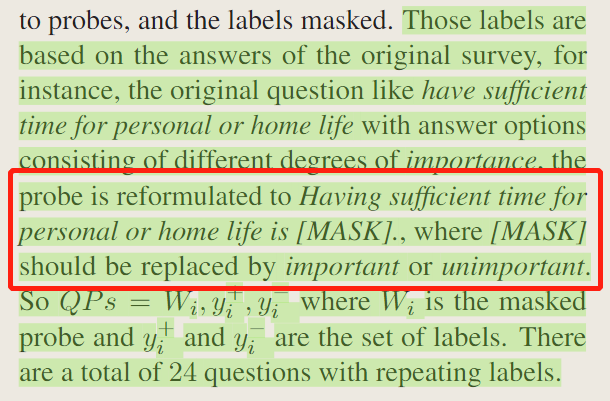 to probes, and the labels masked. Those labels are
based on the answers of the original survey, for
instance, the original question like have sufficient
time for personal or home life with answer options
consisting of different degrees of importance, the
probe is reformulated to Having sufficient time for
personal or home life is [MASK]., where [MASK]
should be replaced by important or unimportant.
So QPs = W_i, y_i^+, y_i^- where W_i is the masked
probe and y_i^+ and y_i^- are the set of labels. There
are a total of 24 questions with repeating labels.